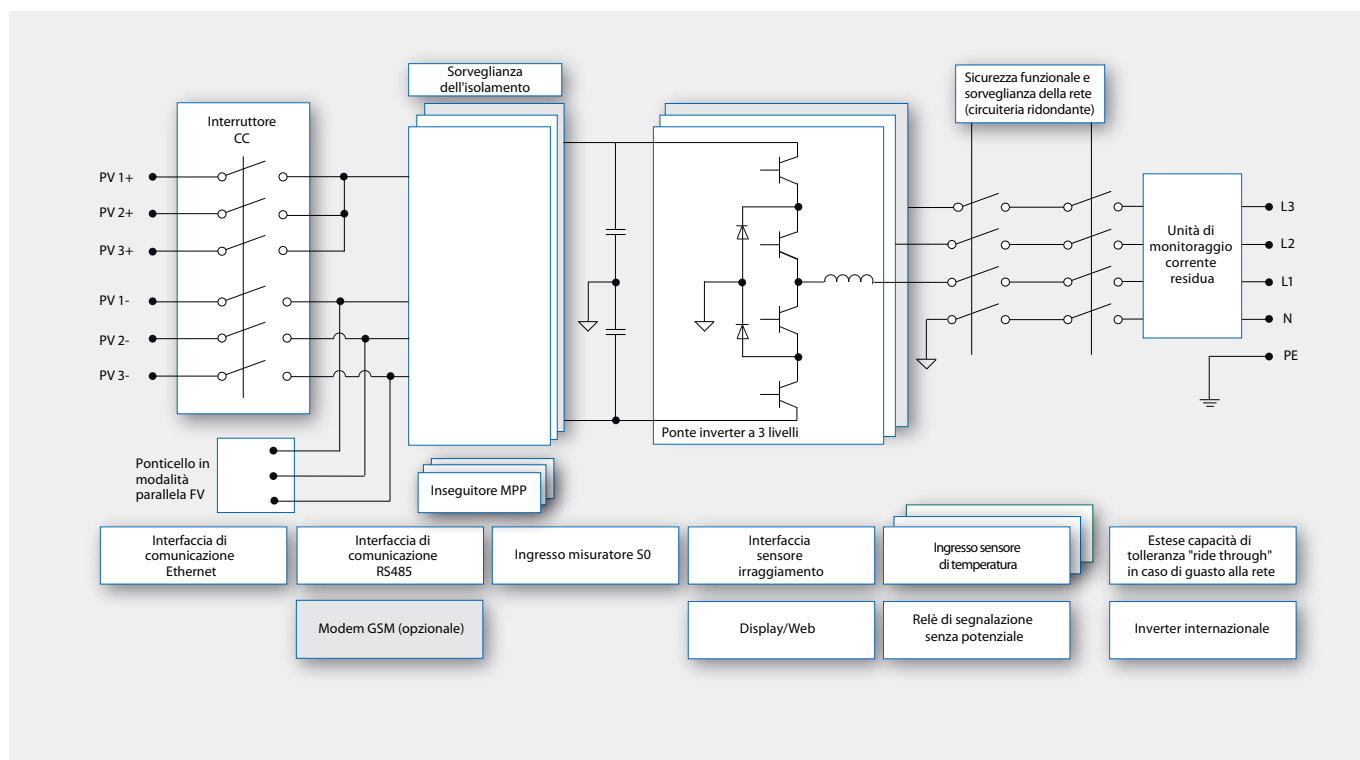 Sorveglianza
dell'isolamento
Sicurezza funzionale e
sorveglianza della rete
(circuiteria ridondante)
Interruttore
CC
PV 1+
PV 2+
PV 3+
PV 1-
PV 2-
PV 3-
L3
L2
L1
N
PE
Unità di
monitoraggio
corrente
residua
Ponte inverter a 3 livelli
Ponticello in
modalità
parallela FV
Inseguitore MPP
Interfaccia di
comunicazione
Ethernet
Interfaccia di
comunicazione
RS485
Ingresso misuratore S0
Interfaccia
sensore
irraggiamento
Ingresso sensore
di temperatura
Estese capacità di
tolleranza "ride through"
in caso di guasto alla rete
Modem GSM (opzionale)
Display/Web
Relè di segnalazione
senza potenziale
Inverter internazionale